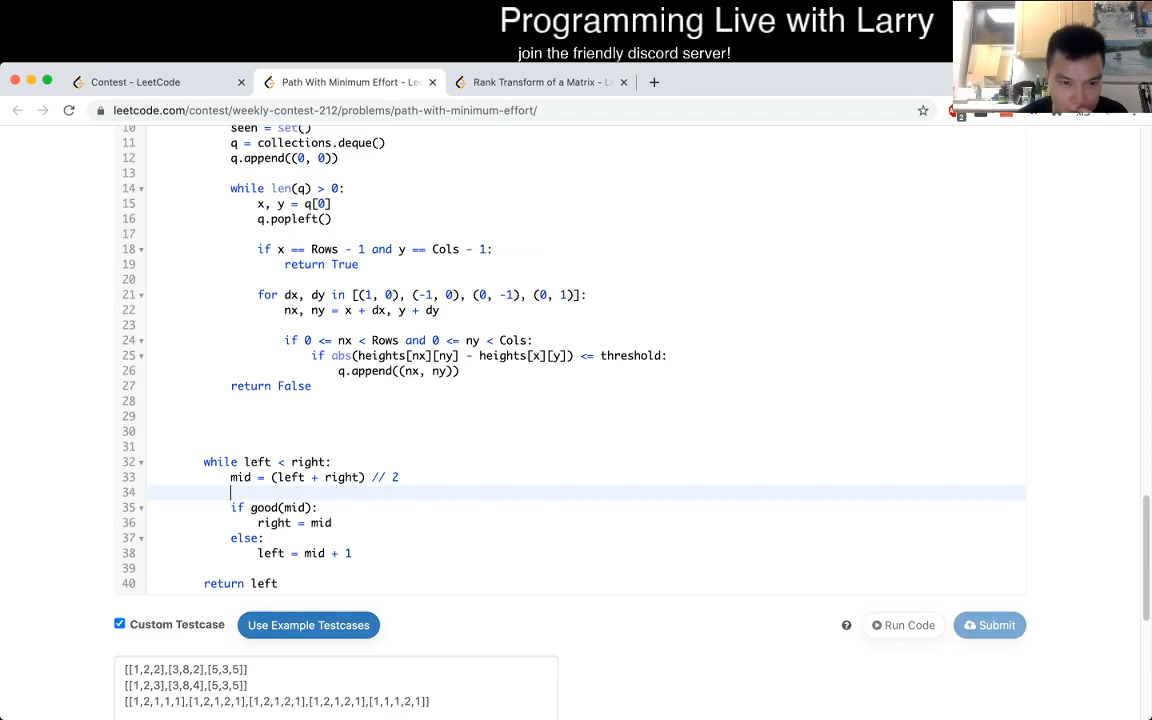 Programming Live with Larry
join the friendly discord server!
Contest - LeetCode
Path With Minimum Effort - Lee
Rank Transform of a Matrix - L
leetcode.com/contest/weekly-contest-212/problems/path-with-minimum-effort/
2
10 seen = set()
11 q = collections.deque()
12 q.append((0, 0))
13
14 while len(q) > 0:
15 x, y = q[0]
16 q.popleft()
17
18 if x == Rows - 1 and y == Cols - 1:
19 return True
20
21 for dx, dy in [(1, 0), (-1, 0), (0, -1), (0, 1)]:
22 nx, ny = x + dx, y + dy
23
24 if 0 <= nx < Rows and 0 <= ny < Cols:
25 if abs(heights[nx][ny] - heights[x][y]) <= threshold:
26 q.append((nx, ny))
27 return False
28
29
30
31
32 while left < right:
33 mid = (left + right) // 2
34
35 if good(mid):
36 right = mid
37 else:
38 left = mid + 1
39
40 return left
Custom Testcase Use Example Testcases ? Run Code Submit
[[1,2,2],[3,8,2],[5,3,5]]
[[1,2,3],[3,8,4],[5,3,5]]
[[1,2,1,1,1],[1,2,1,2,1],[1,2,1,2,1],[1,2,1,2,1],[1,1,1,2,1]]